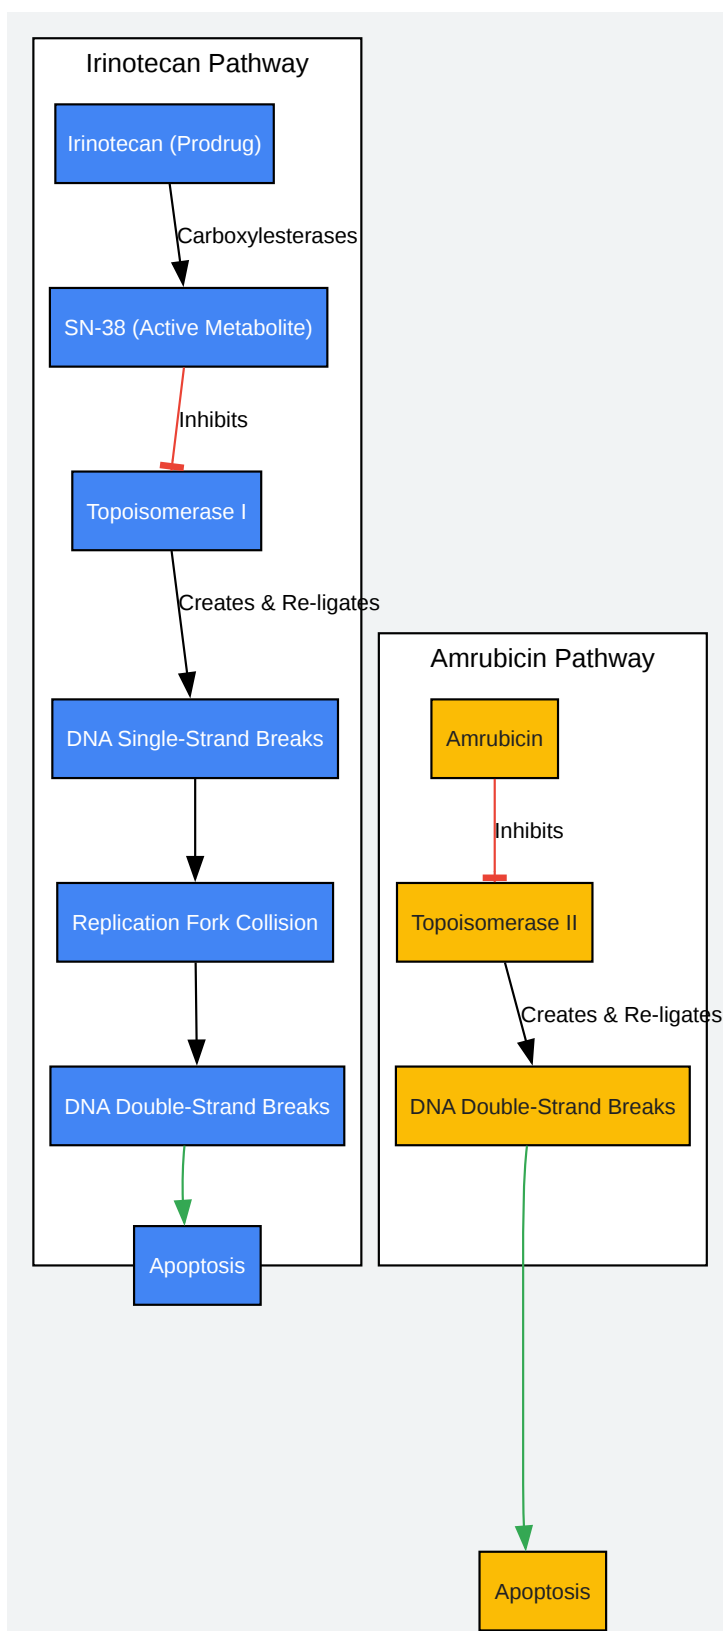 Irinotecan Pathway
Irinotecan (Prodrug)
Carboxylesterases
SN-38 (Active Metabolite)
Inhibits
Topoisomerase I
Creates & Re-ligates
DNA Single-Strand Breaks
Replication Fork Collision
DNA Double-Strand Breaks
Apoptosis
Amrubicin Pathway
Amrubicin
Inhibits
Topoisomerase II
Creates & Re-ligates
DNA Double-Strand Breaks
Apoptosis